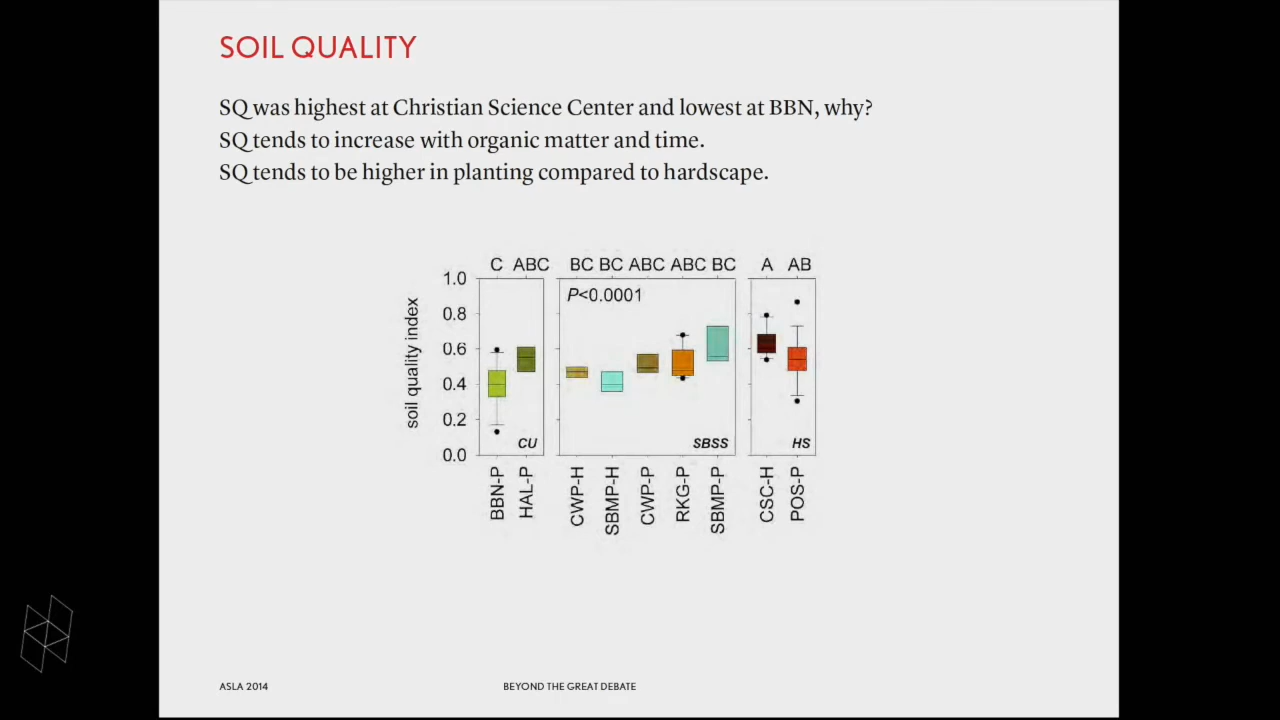 SOIL QUALITY
SQ was highest at Christian Science Center and lowest at BBN, why?
SQ tends to increase with organic matter and time.
SQ tends to be higher in planting compared to hardscape.
C ABC BC BC ABC ABC BC A AB
soil quality index
1.0
0.8
0.6
0.4
0.2
0.0
P<0.0001
CU
SBSS
HS
BBN-P
HAL-P
CWP-H
SBMP-H
CWP-P
RKG-P
SBMP-P
CSC-H
POS-P
ASLA 2014
BEYOND THE GREAT DEBATE